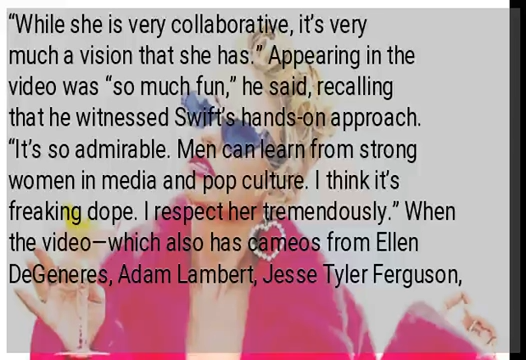 “While she is very collaborative, it’s very
much a vision that she has.” Appearing in the
video was “so much fun,” he said, recalling
that he witnessed Swift’s hands-on approach.
“It’s so admirable. Men can learn from strong
women in media and pop culture. I think it’s
freaking dope. I respect her tremendously.” When
the video—which also has cameos from Ellen
DeGeneres, Adam Lambert, Jesse Tyler Ferguson,